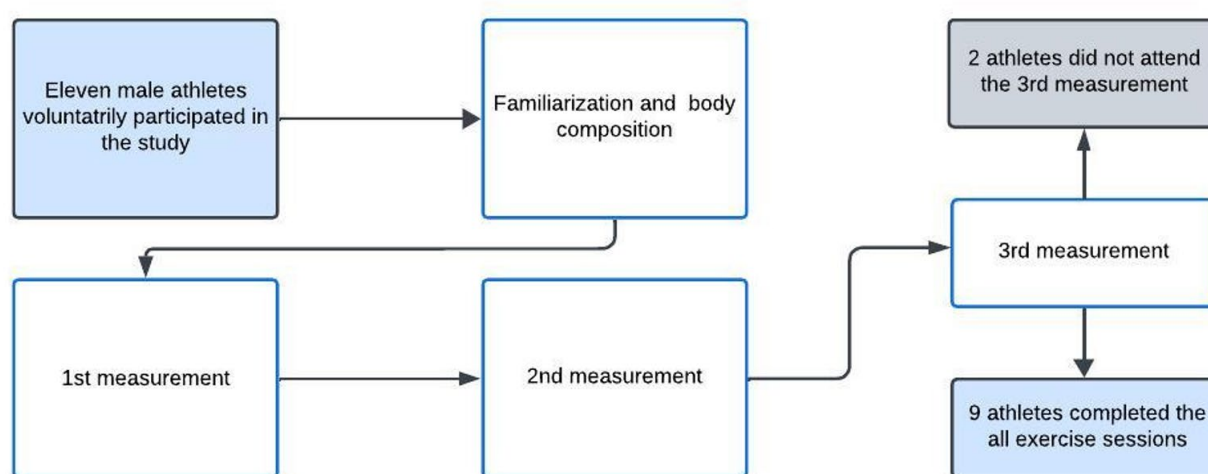 Eleven male athletes
voluntatrily participated in
the study
Familiarization and body
composition
1st measurement
2nd measurement
3rd measurement
2 athletes did not attend
the 3rd measurement
9 athletes completed the
all exercise sessions